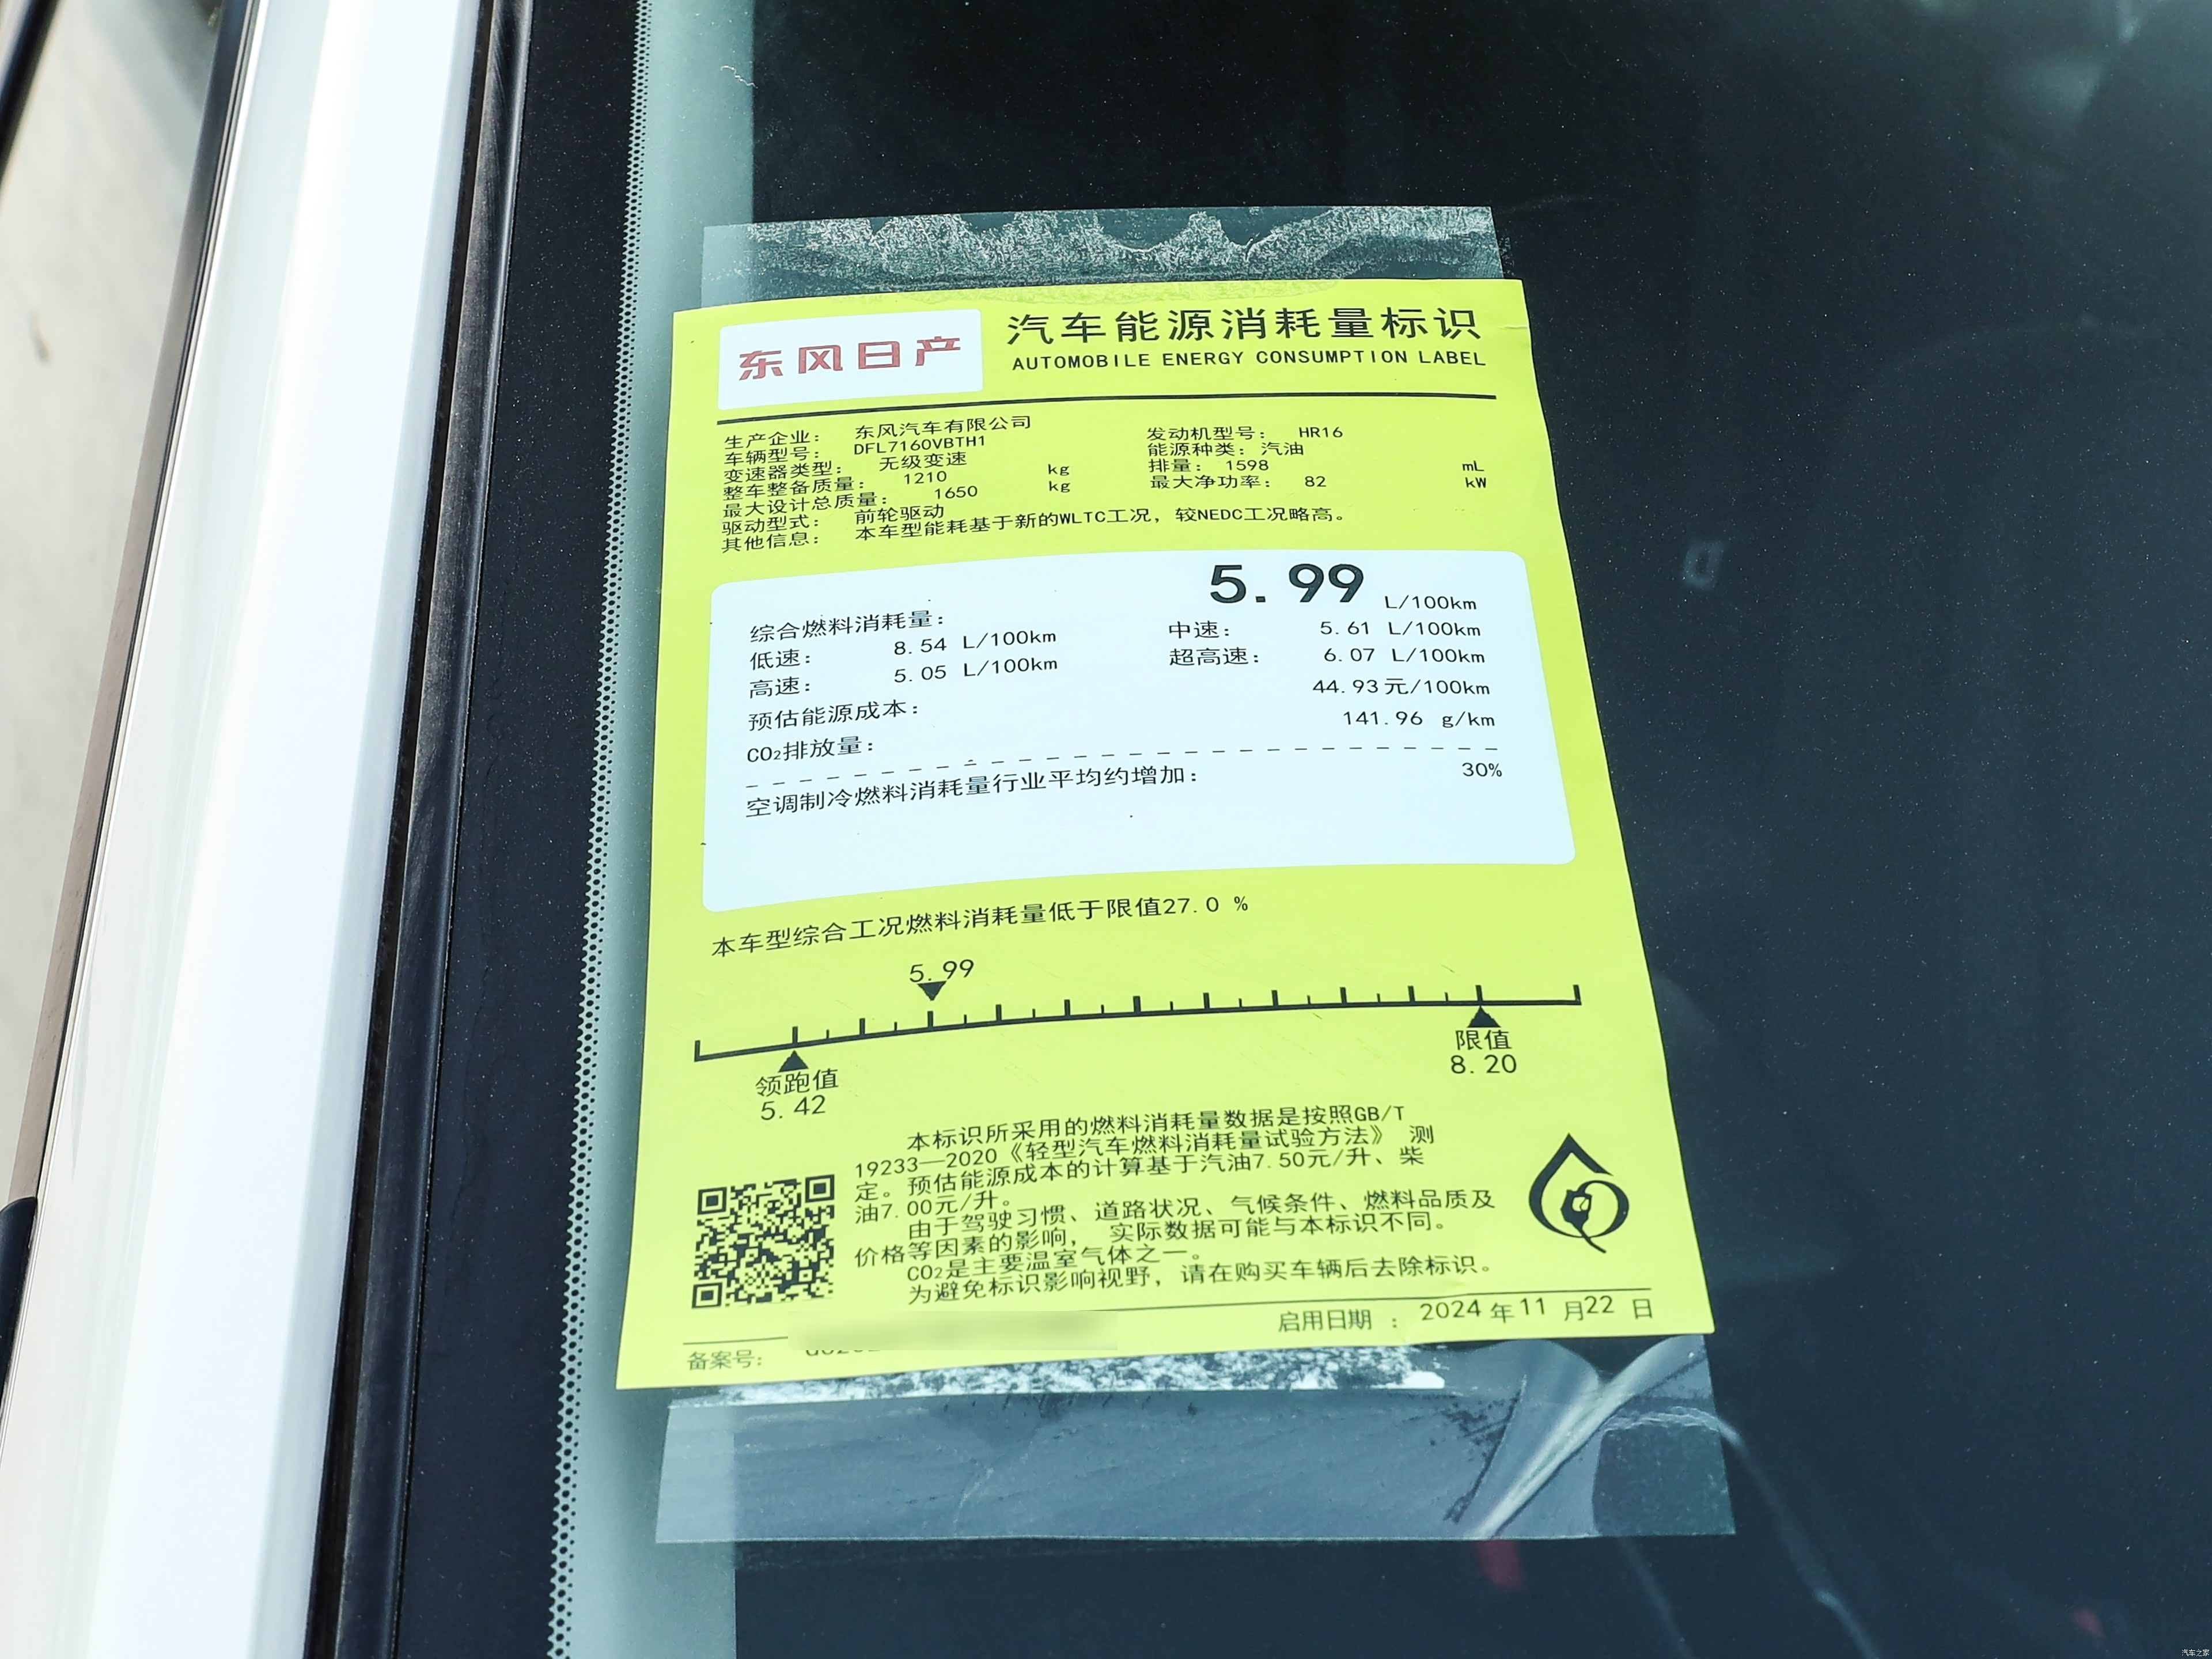 东风日产
汽车能源消耗量标识
AUTOMOBILE ENERGY CONSUMPTION LABEL
生产企业： 东风汽车有限公司
车辆型号： DFL7160VBTH1
变速器类型： 无级变速
整车整备质量： 1210 kg
最大设计总质量： 1650 kg
驱动型式： 前轮驱动
其他信息： 本车型能耗基于新的WLTC工况，较NEDC工况略高。
发动机型号： HR16
能源种类：汽油
排量： 1598 mL
最大净功率： 82 kW
综合燃料消耗量： 5.99 L/100km
低速： 8.54 L/100km 中速： 5.61 L/100km
高速： 5.05 L/100km 超高速： 6.07 L/100km
预估能源成本： 44.93元/100km
CO₂排放量： 141.96 g/km
空调制冷燃料消耗量行业平均约增加： 30%
本车型综合工况燃料消耗量低于限值27.0 %
5.99
领跑值
5.42
限值
8.20
本标识所采用的燃料消耗量数据是按照GB/T
19233—2020《轻型汽车燃料消耗量试验方法》 测
定。预估能源成本的计算基于汽油7.50元/升、柴
油7.00元/升。
由于驾驶习惯、道路状况、气候条件、燃料品质及
价格等因素的影响， 实际数据可能与本标识不同。
CO₂是主要温室气体之一。
为避免标识影响视野，请在购买车辆后去除标识。
备案号： 启用日期 ： 2024 年 11 月 22 日
汽车之家